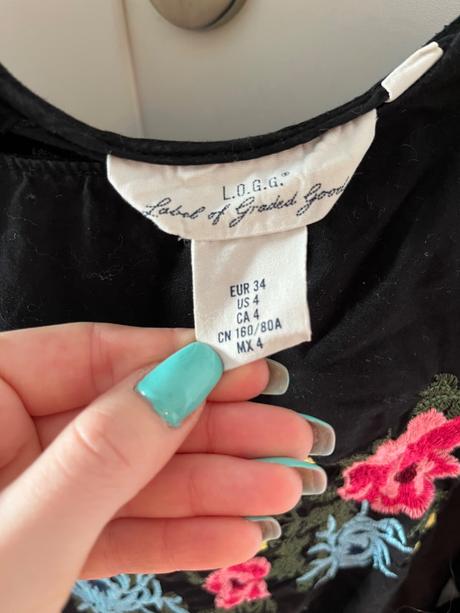 L.O.G.G.®
Label of Graded Goods
EUR 34
US 4
CA 4
CN 160/80A
MX 4